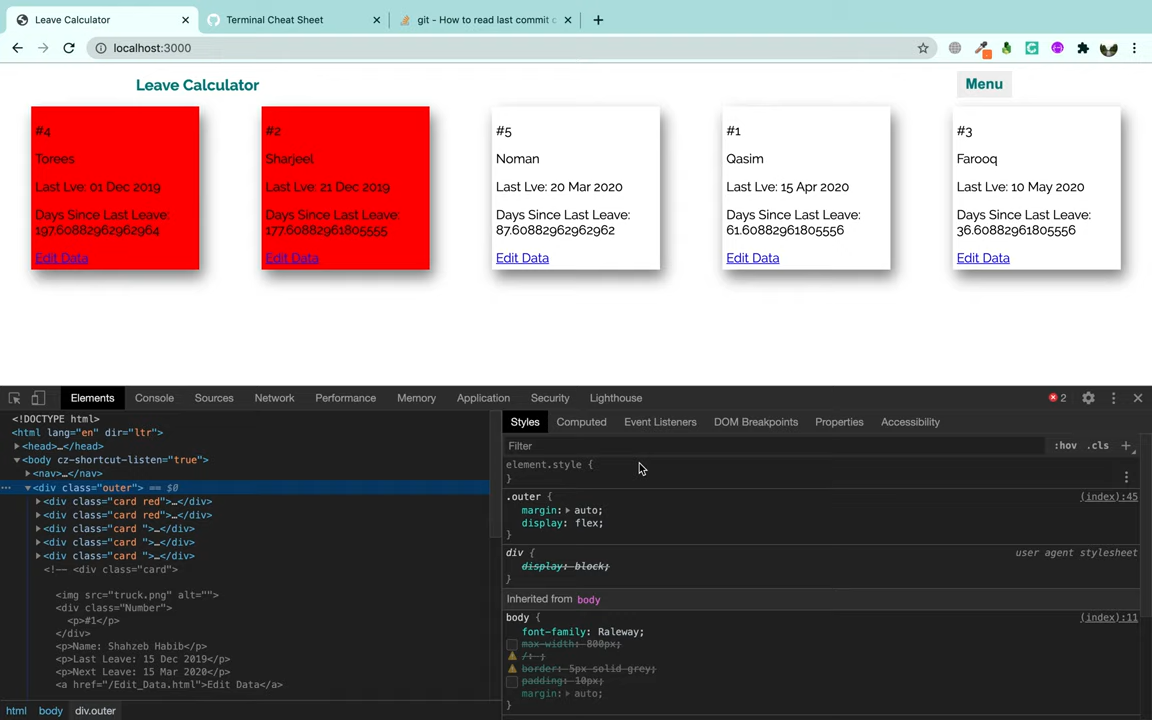 Leave Calculator
Terminal Cheat Sheet
git - How to read last commit c
localhost:3000
Leave Calculator
Menu
#4
Torees
Last Lve: 01 Dec 2019
Days Since Last Leave:
197.60882962962964
Edit Data
#2
Sharjeel
Last Lve: 21 Dec 2019
Days Since Last Leave:
177.60882961805555
Edit Data
#5
Noman
Last Lve: 20 Mar 2020
Days Since Last Leave:
87.60882962962962
Edit Data
#1
Qasim
Last Lve: 15 Apr 2020
Days Since Last Leave:
61.60882961805556
Edit Data
#3
Farooq
Last Lve: 10 May 2020
Days Since Last Leave:
36.60882961805556
Edit Data
Elements Console Sources Network Performance Memory Application Security Lighthouse 2
<!DOCTYPE html>
<html lang="en" dir="ltr">
<head>…</head>
<body cz-shortcut-listen="true">
<nav>…</nav>
<div class="outer"> == $0
<div class="card red">…</div>
<div class="card red">…</div>
<div class="card ">…</div>
<div class="card ">…</div>
<div class="card ">…</div>
<!-- <div class="card">
<img src="truck.png" alt="">
<div class="Number">
<p>#1</p>
</div>
<p>Name: Shahzeb Habib</p>
<p>Last Leave: 15 Dec 2019</p>
<p>Next Leave: 15 Mar 2020</p>
<a href="/Edit_Data.html">Edit Data</a>
html body div.outer
Styles Computed Event Listeners DOM Breakpoints Properties Accessibility
Filter :hov .cls +
element.style {
}
.outer { (index):45
margin: auto;
display: flex;
}
div { user agent stylesheet
display: block;
}
Inherited from body
body { (index):11
font-family: Raleway;
max-width: 800px;
/: ;
border: 5px solid grey;
padding: 10px;
margin: auto;
}